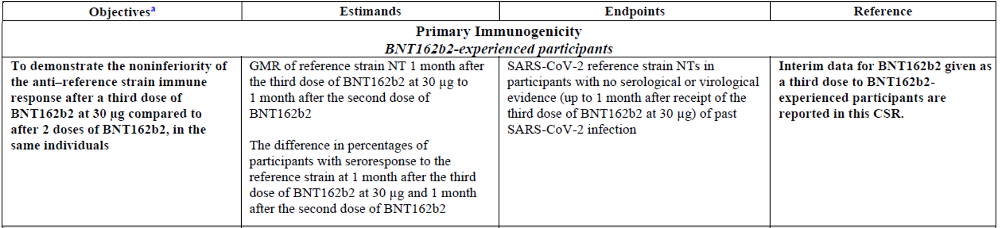 Objectivesa
Estimands
Endpoints
Reference
Primary Immunogenicity
BNT162b2-experienced participants
To demonstrate the noninferiority of
the anti–reference strain immune
response after a third dose of
BNT162b2 at 30 µg compared to
after 2 doses of BNT162b2, in the
same individuals
GMR of reference strain NT 1 month after
the third dose of BNT162b2 at 30 µg to
1 month after the second dose of
BNT162b2
The difference in percentages of
participants with seroresponse to the
reference strain at 1 month after the third
dose of BNT162b2 at 30 µg and 1 month
after the second dose of BNT162b2
SARS-CoV-2 reference strain NTs in
participants with no serological or virological
evidence (up to 1 month after receipt of the
third dose of BNT162b2 at 30 µg) of past
SARS-CoV-2 infection
Interim data for BNT162b2 given as
a third dose to BNT162b2-
experienced participants are
reported in this CSR.